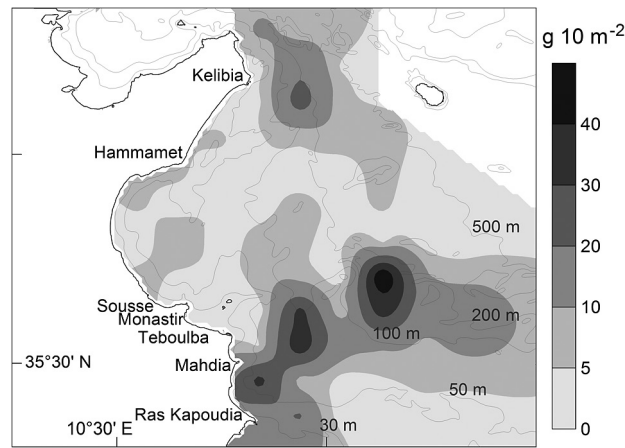 g 10 m-2
Kelibia
40
Hammamet
30
500 m
20
Sousse
Monastir
200 m
10
Teboulba
100 m
35°30' N
Mahdia
5
50 m
Ras Kapoudia
10°30' E
30 m
0